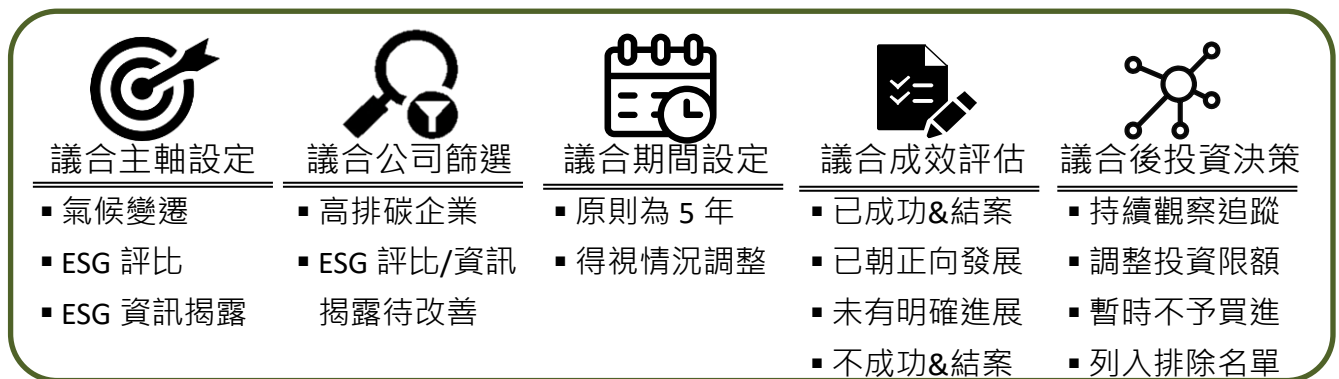 議合主軸設定
▪ 氣候變遷
▪ ESG 評比
▪ ESG 資訊揭露
議合公司篩選
▪ 高排碳企業
▪ ESG 評比/資訊
揭露待改善
議合期間設定
▪ 原則為 5 年
▪ 得視情況調整
議合成效評估
▪ 已成功&結案
▪ 已朝正向發展
▪ 未有明確進展
▪ 不成功&結案
議合後投資決策
▪ 持續觀察追蹤
▪ 調整投資限額
▪ 暫時不予買進
▪ 列入排除名單